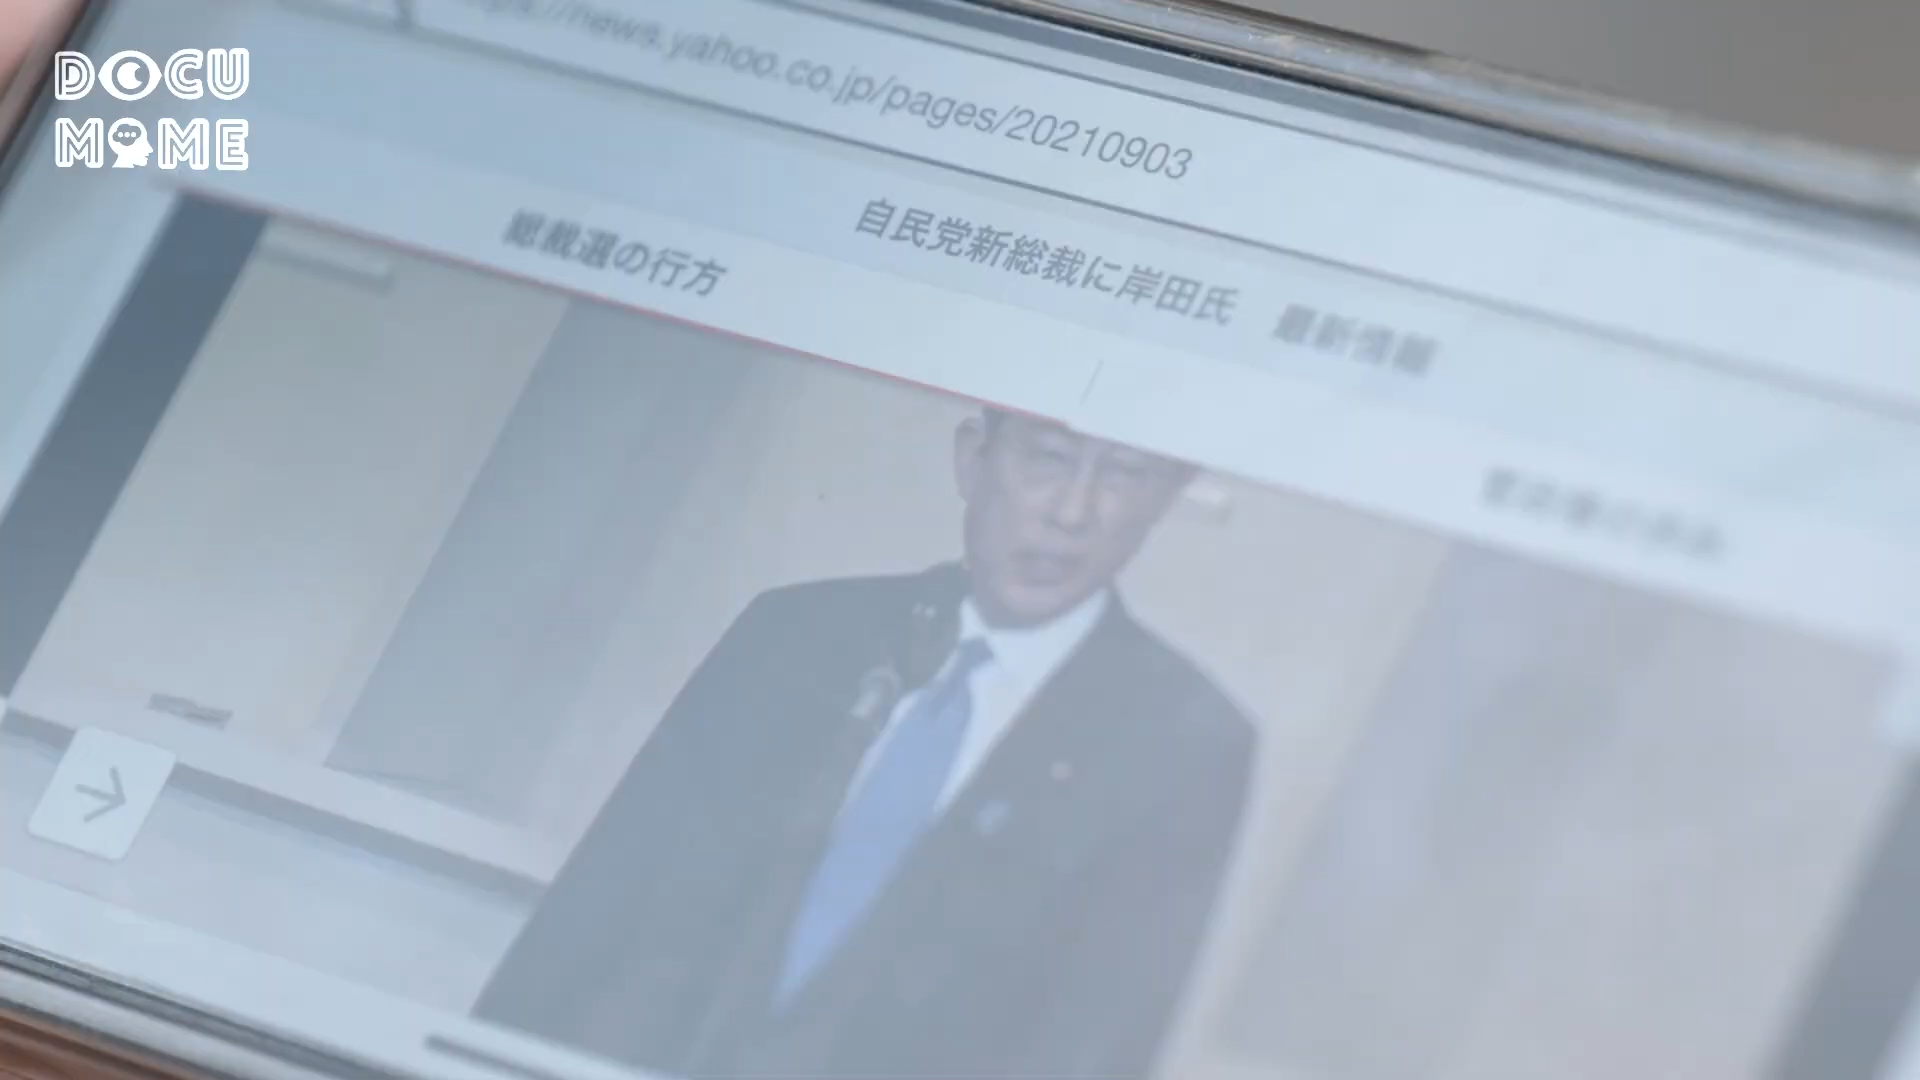 DOCU
MOME
news.yahoo.co.jp/pages/20210903
自民党新総裁に岸田氏 最新情報
総裁選の行方